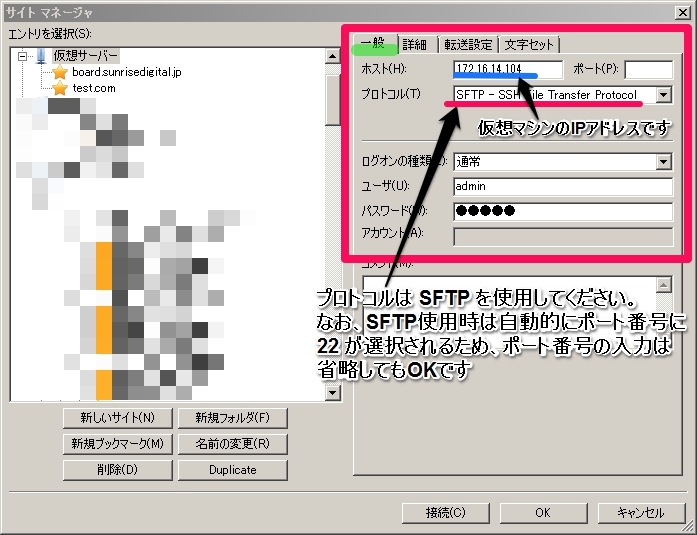 サイト マネージャ
エントリを選択(S):
仮想サーバー
board.sunrisedigital.jp
test.com
新しいサイト(N)
新規フォルダ(F)
新規ブックマーク(M)
名前の変更(R)
削除(D)
Duplicate
一般
詳細
転送設定
文字セット
ホスト(H):
172.16.14.104
ポート(P):
プロトコル(T)
SFTP - SSH File Transfer Protocol
仮想マシンのIPアドレスです
ログオンの種類
通常
ユーザ(U):
admin
パスワード(W):
●●●●●
アカウント(A):
コメント(M):
プロトコルは SFTP を使用してください。
なお、SFTP使用時は自動的にポート番号に
22 が選択されるため、ポート番号の入力は
省略してもOKです
接続(C)
OK
キャンセル